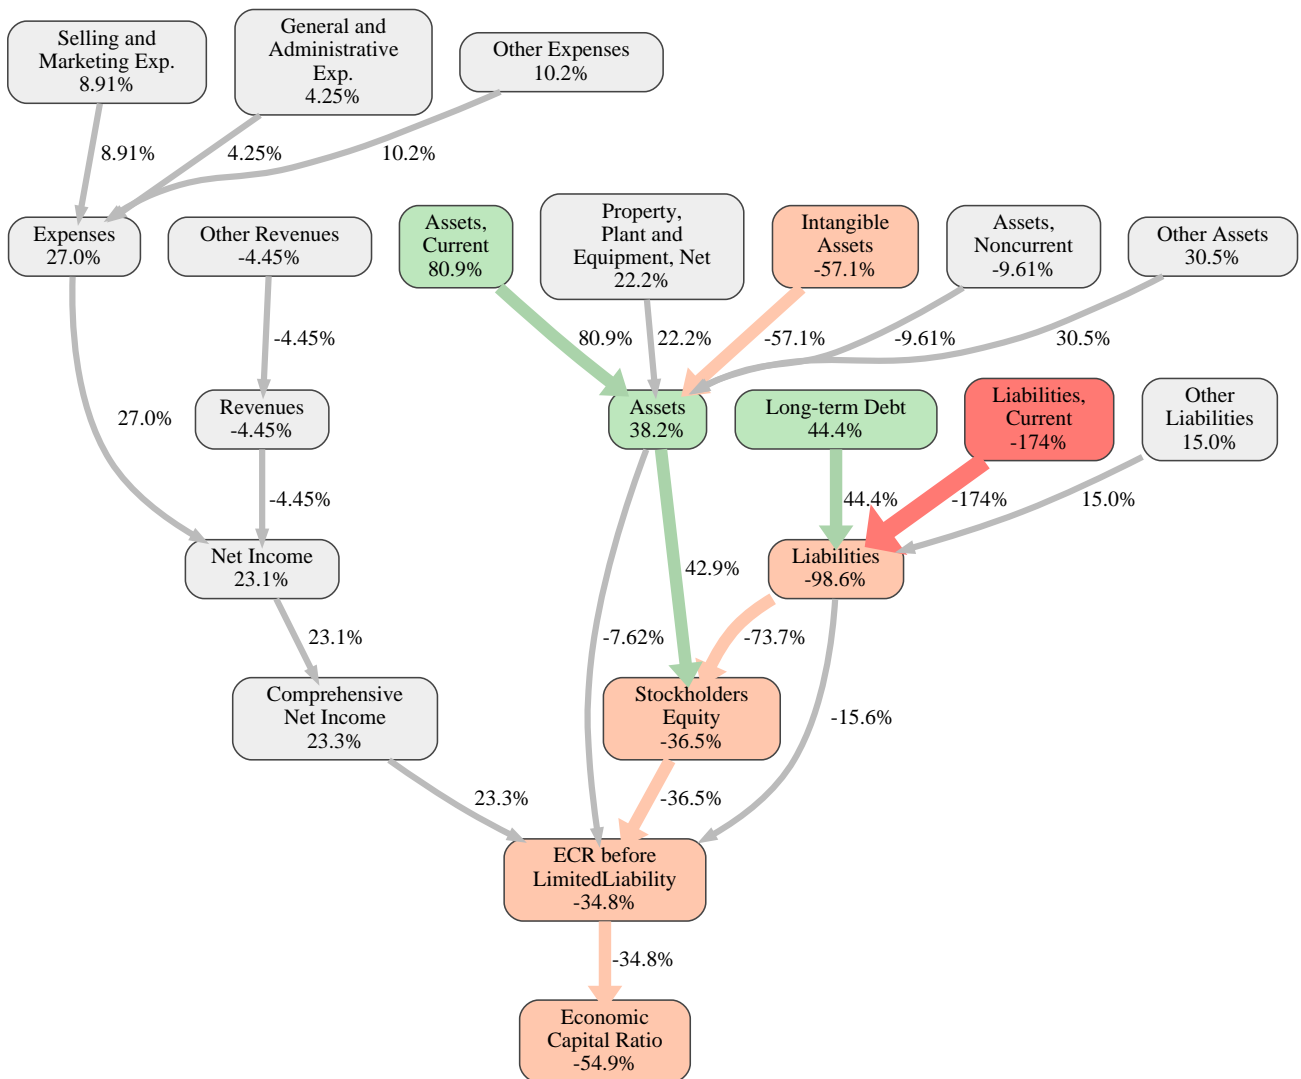 Selling and
Marketing Exp.
8.91%
General and
Administrative
Exp.
4.25%
Other Expenses
10.2%
8.91%
4.25%
10.2%
Expenses
27.0%
Other Revenues
-4.45%
Assets,
Current
80.9%
Property,
Plant and
Equipment, Net
22.2%
Intangible
Assets
-57.1%
Assets,
Noncurrent
-9.61%
Other Assets
30.5%
-4.45%
80.9%
22.2%
-57.1%
-9.61%
30.5%
27.0%
Revenues
-4.45%
Assets
38.2%
Long-term Debt
44.4%
Liabilities,
Current
-174%
Other
Liabilities
15.0%
-4.45%
44.4%
-174%
15.0%
Net Income
23.1%
42.9%
Liabilities
-98.6%
23.1%
-7.62%
-73.7%
Comprehensive
Net Income
23.3%
Stockholders
Equity
-36.5%
-15.6%
23.3%
-36.5%
ECR before
LimitedLiability
-34.8%
-34.8%
Economic
Capital Ratio
-54.9%